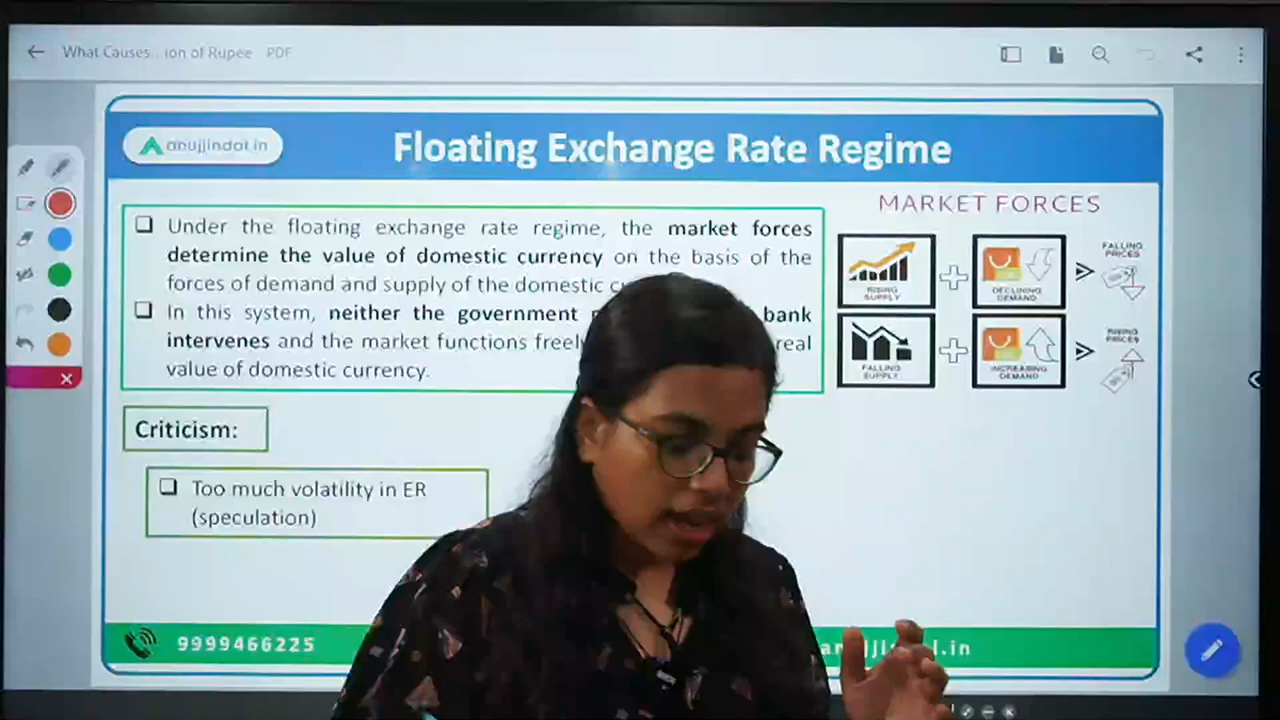 What Causes ... ion of Rupee PDF
anujjindal.in
Floating Exchange Rate Regime
MARKET FORCES
❑ Under the floating exchange rate regime, the market forces
determine the value of domestic currency on the basis of the
forces of demand and supply of the domestic
❑ In this system, neither the government bank
intervenes and the market functions freely real
value of domestic currency.
RISING
SUPPLY
DECLINING
DEMAND
FALLING
PRICES
FALLING
SUPPLY
INCREASING
DEMAND
RISING
PRICES
Criticism:
❑ Too much volatility in ER
(speculation)
9999466225